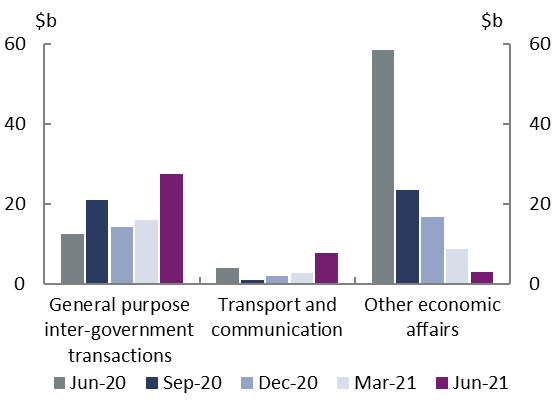 $b $b
60 60
40 40
20 20
0 0
General purpose Transport and Other economic
inter-government communication affairs
transactions
Jun-20 Sep-20 Dec-20 Mar-21 Jun-21